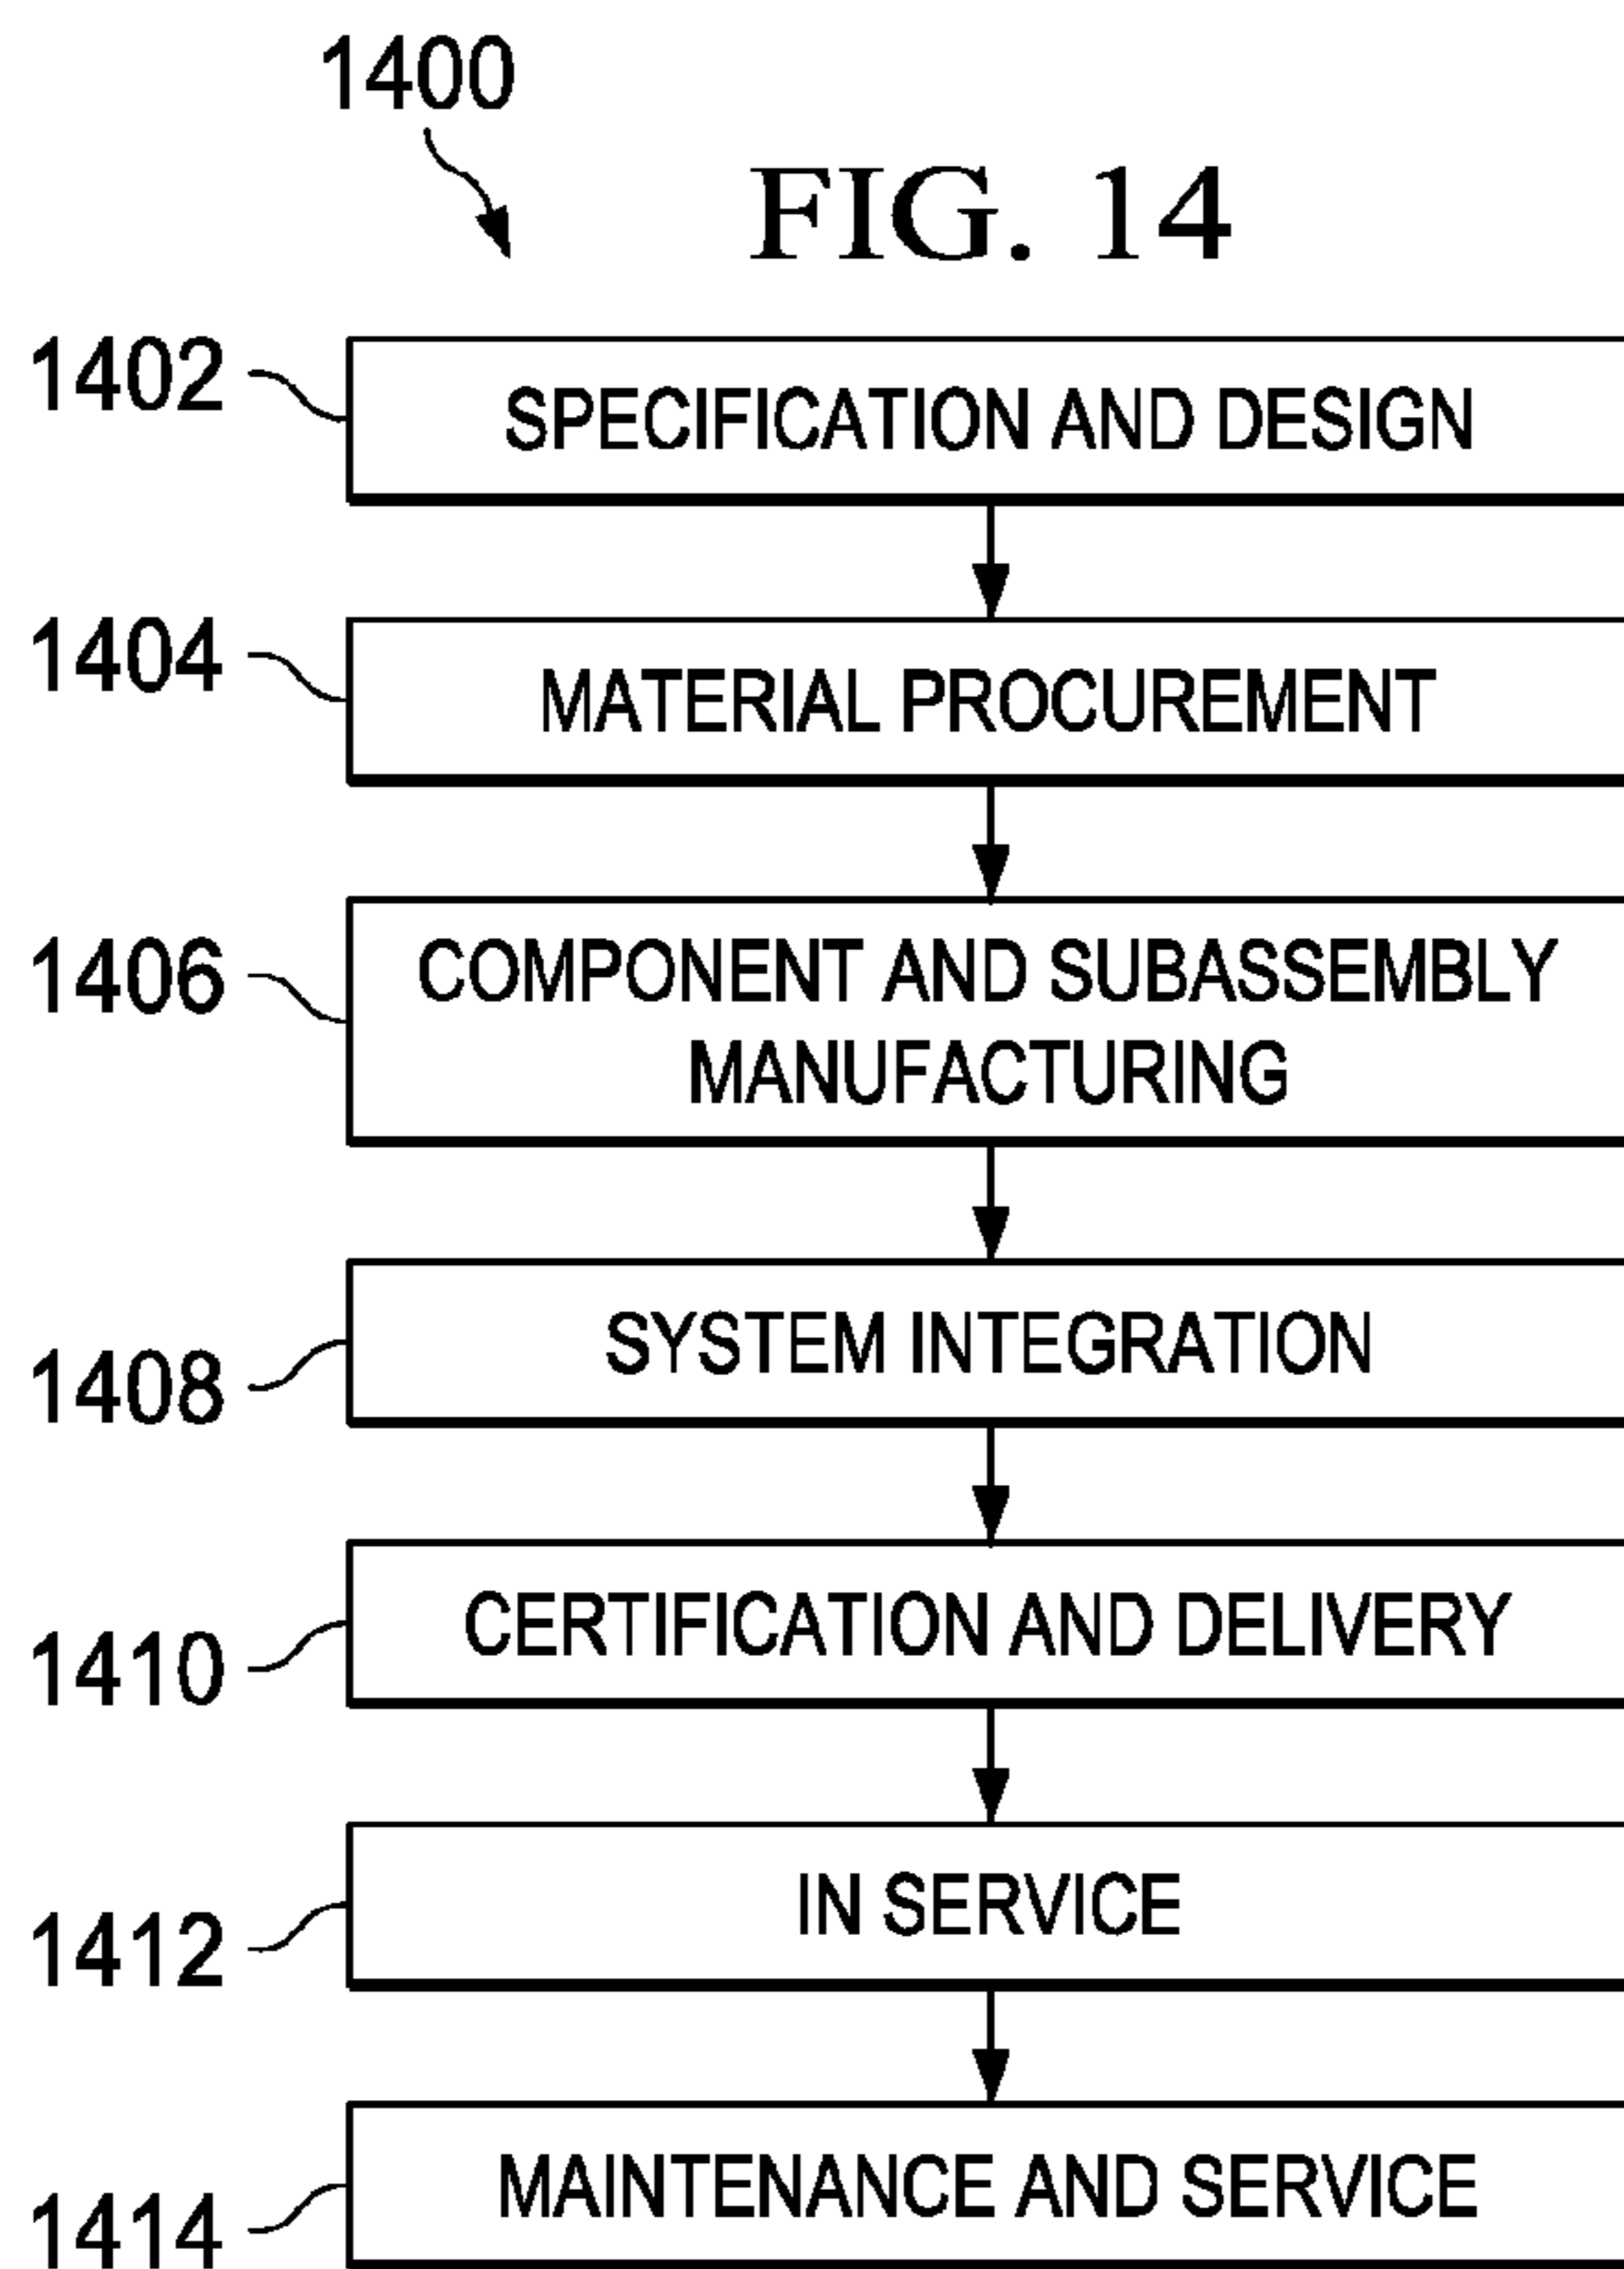 1400
FIG. 14
1402
SPECIFICATION AND DESIGN
1404
MATERIAL PROCUREMENT
1406
COMPONENT AND SUBASSEMBLY
MANUFACTURING
1408
SYSTEM INTEGRATION
1410
CERTIFICATION AND DELIVERY
1412
IN SERVICE
1414
MAINTENANCE AND SERVICE